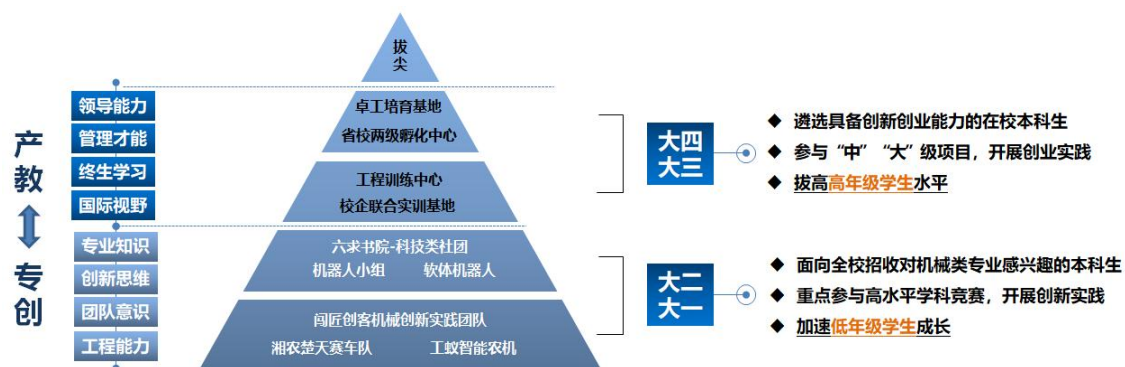 产教
专创
领导能力
管理才能
终生学习
国际视野
专业知识
创新思维
团队意识
工程能力
拔尖
卓工培育基地
省校两级孵化中心
工程训练中心
校企联合实训基地
六求书院-科技类社团
机器人小组 软体机器人
闯匠创客机械创新实践团队
湘农楚天赛车队 工蚁智能农机
大四
大三
◆ 遴选具备创新创业能力的在校本科生
◆ 参与“中”“大”级项目，开展创业实践
◆ 拔高高年级学生水平
大二
大一
◆ 面向全校招收对机械类专业感兴趣的本科生
◆ 重点参与高水平学科竞赛，开展创新实践
◆ 加速低年级学生成长